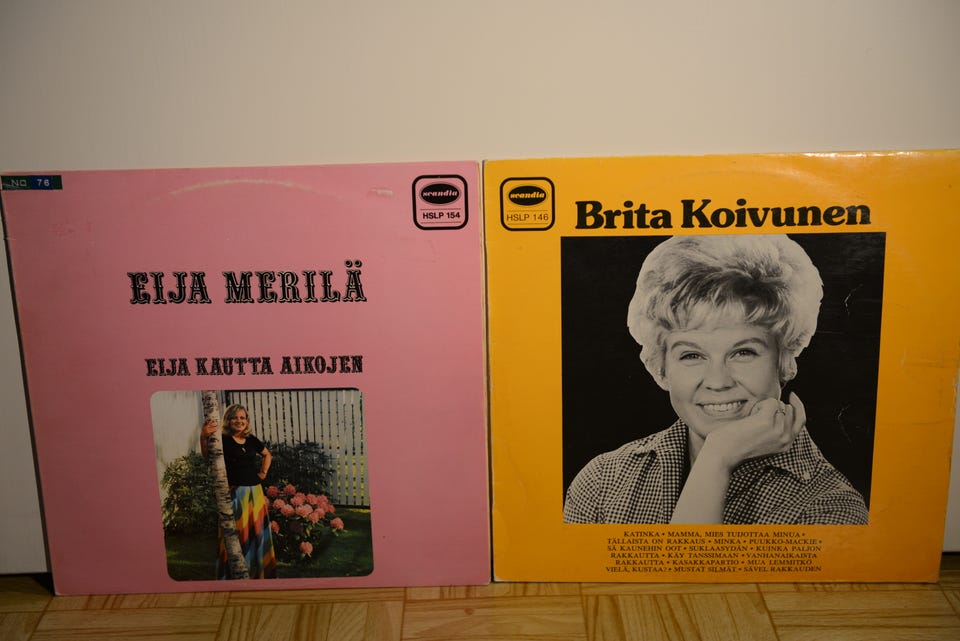 NO 76
scandia
HSLP 154
EIJA MERILÄ
EIJA KAUTTA AIKOJEN
scandia
HSLP 146
Brita Koivunen
KATINKA • MAMMA, MIES TUIJOTTAA MINUA •
TÄLLAISTA ON RAKKAUS • MINKA • PUUKKO-MACKIE •
SÄ KAUNEHIN OOT • SUKLAASYDÄN • KUINKA PALJON
RAKKAUTTA • KÄY TANSSIMAAN • VANHANAIKAISTA
RAKKAUTTA • KASAKKAPARTIO • MUA LEMMITKÖ
VIELÄ, KUSTAA? • MUSTAT SILMÄT • SÄVEL RAKKAUDEN